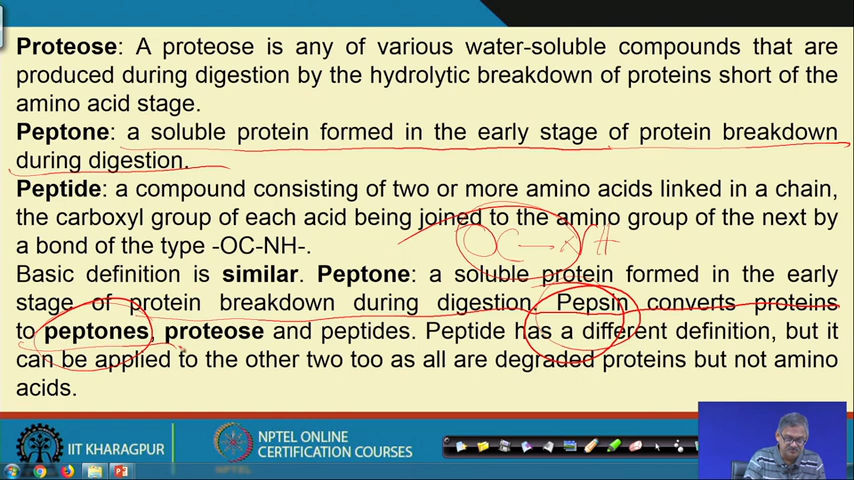 Proteose: A proteose is any of various water-soluble compounds that are
produced during digestion by the hydrolytic breakdown of proteins short of the
amino acid stage.
Peptone: a soluble protein formed in the early stage of protein breakdown
during digestion.
Peptide: a compound consisting of two or more amino acids linked in a chain,
the carboxyl group of each acid being joined to the amino group of the next by
a bond of the type -OC-NH-.
OC-NH
Basic definition is similar. Peptone: a soluble protein formed in the early
stage of protein breakdown during digestion. Pepsin converts proteins
to peptones, proteose and peptides. Peptide has a different definition, but it
can be applied to the other two too as all are degraded proteins but not amino
acids.
IIT KHARAGPUR
NPTEL ONLINE
CERTIFICATION COURSES
NPTEL